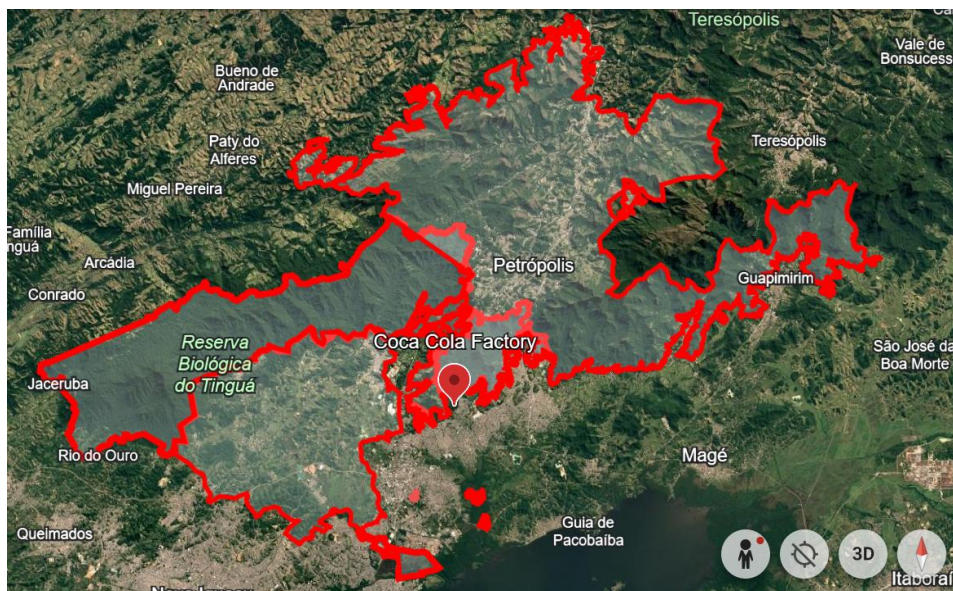 Teresópolis
Vale de
Bonsucess
Bueno de
Andrade
Paty do
Alferes
Teresópolis
Miguel Pereira
Família
nguá
Arcádia
Petrópolis
Guapimirim
Conrado
Coca Cola Factory
Reserva
Biológica
do Tinguá
São José da
Boa Morte
Jaceruba
Rio do Ouro
Magé
Queimados
Guia de
Pacobaíba
3D
Itaboraí